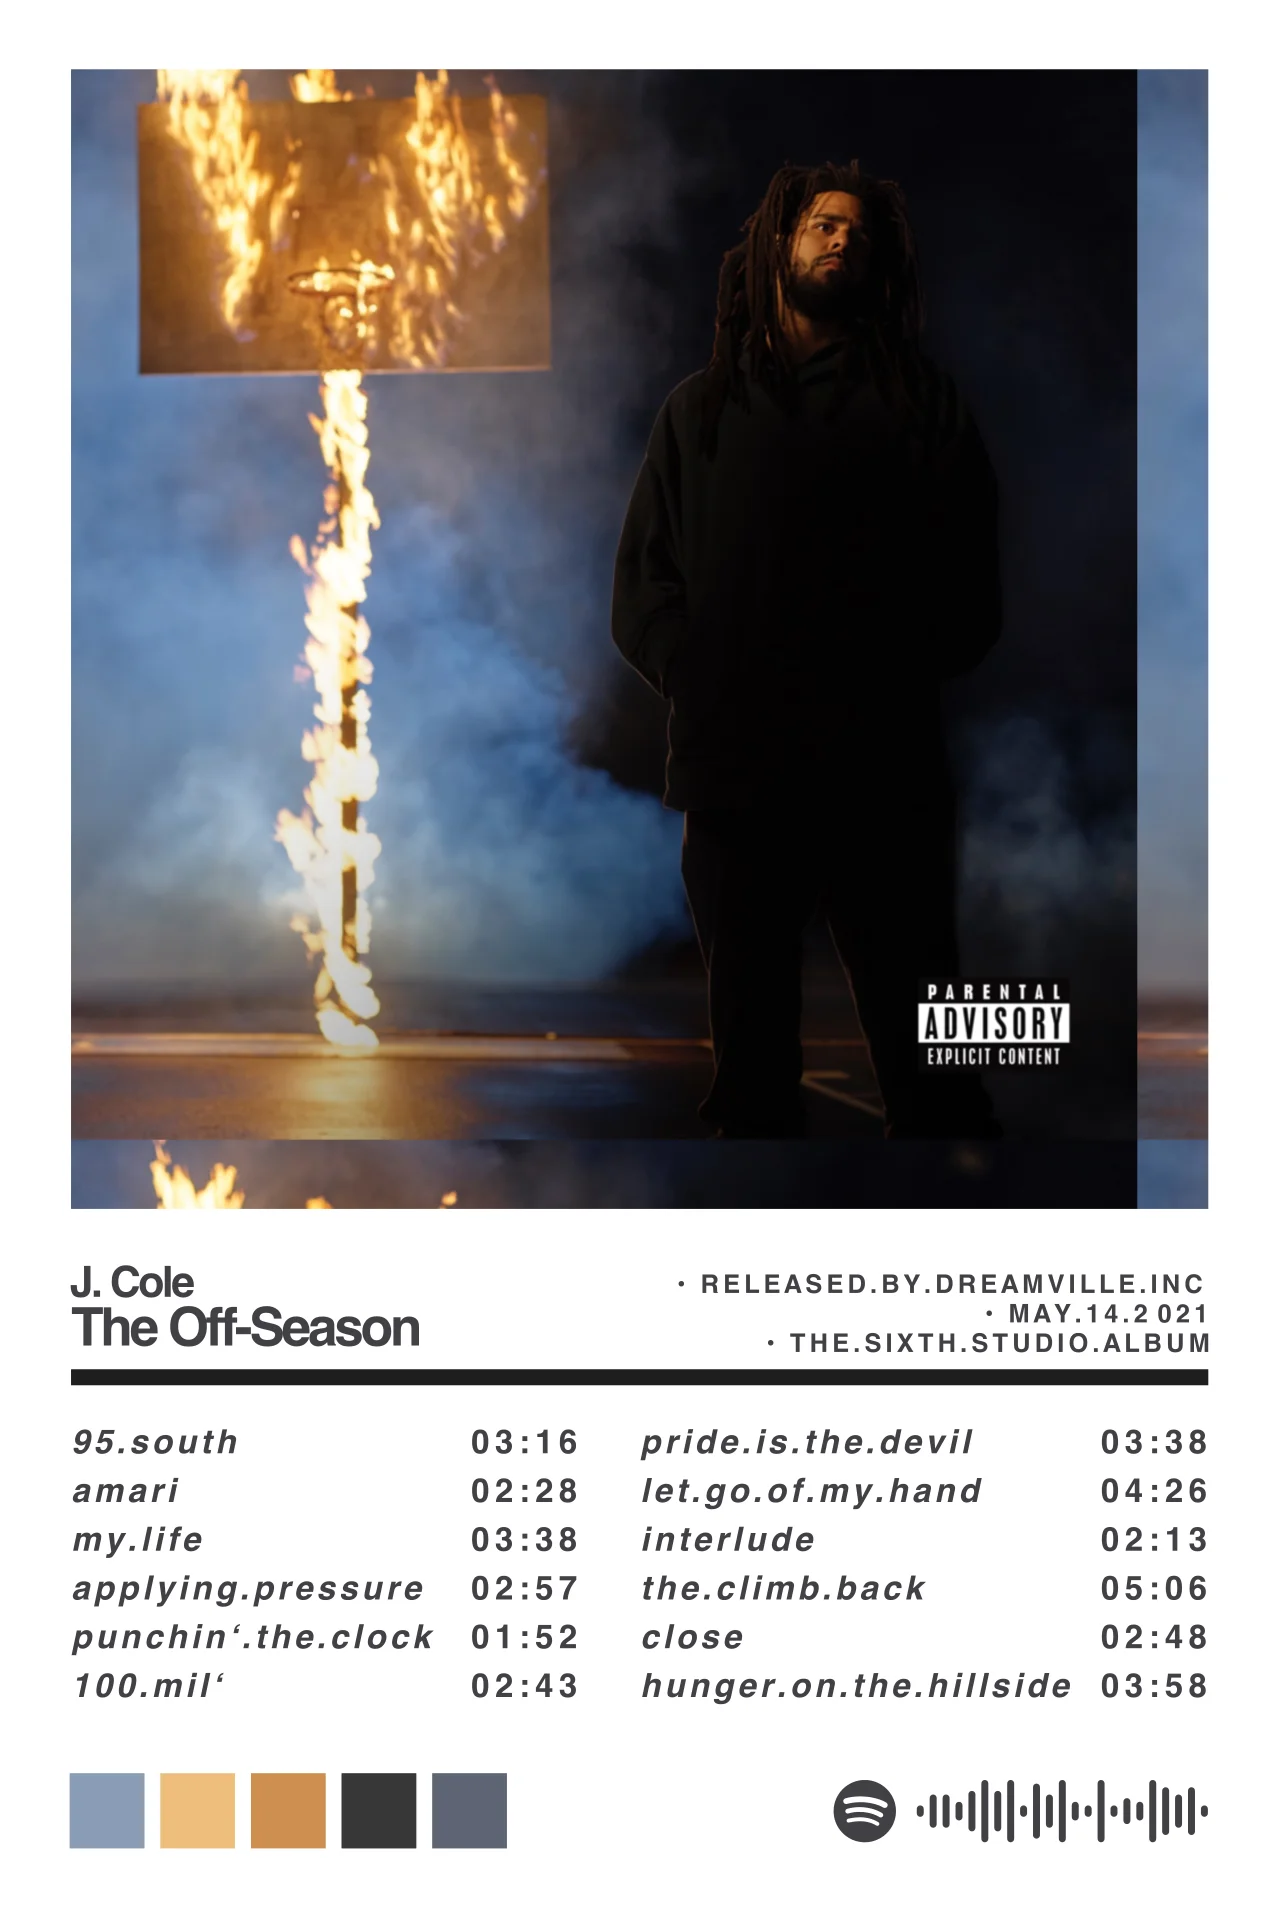 PARENTAL
ADVISORY
EXPLICIT CONTENT
J. Cole
The Off-Season
· RELEASED.BY.DREAMVILLE.INC
· MAY.14.2 021
· THE.SIXTH.STUDIO.ALBUM
95.south 03:16
amari 02:28
my.life 03:38
applying.pressure 02:57
punchin‘.the.clock 01:52
100.mil‘ 02:43
pride.is.the.devil 03:38
let.go.of.my.hand 04:26
interlude 02:13
the.climb.back 05:06
close 02:48
hunger.on.the.hillside 03:58